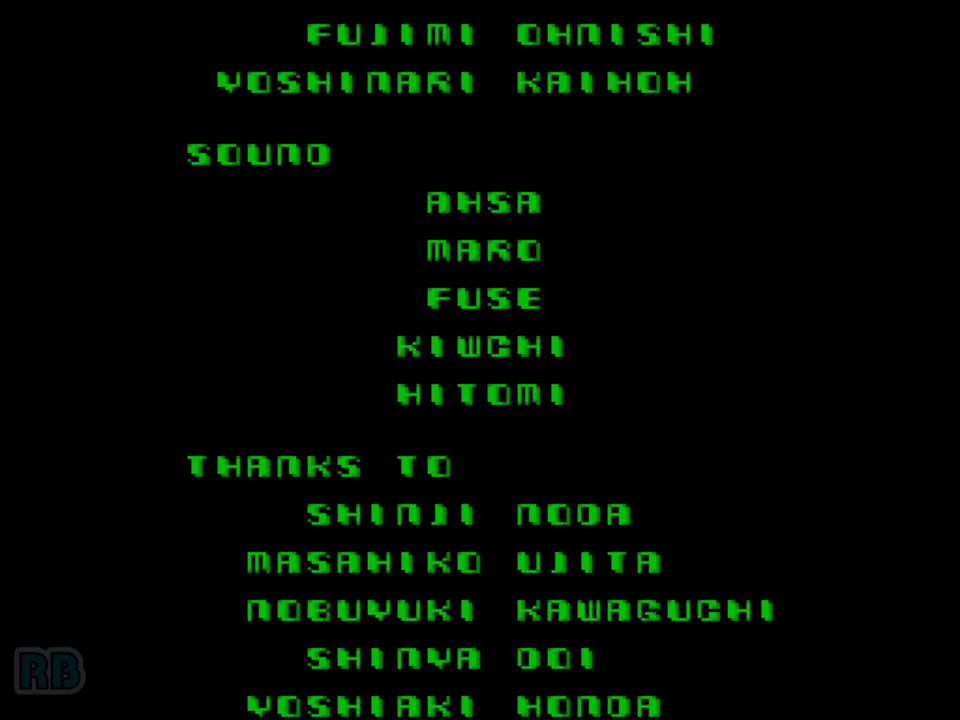 FUJIMI OHNISHI
YOSHINARI KAIHOH
SOUND
AHSA
MARO
FUSE
KIWCHI
HITOMI
THANKS TO
SHINJI NODA
MASAHIKO UJITA
NOBUYUKI KAWAGUCHI
SHINYA OOI
YOSHIAKI HONDA
RB